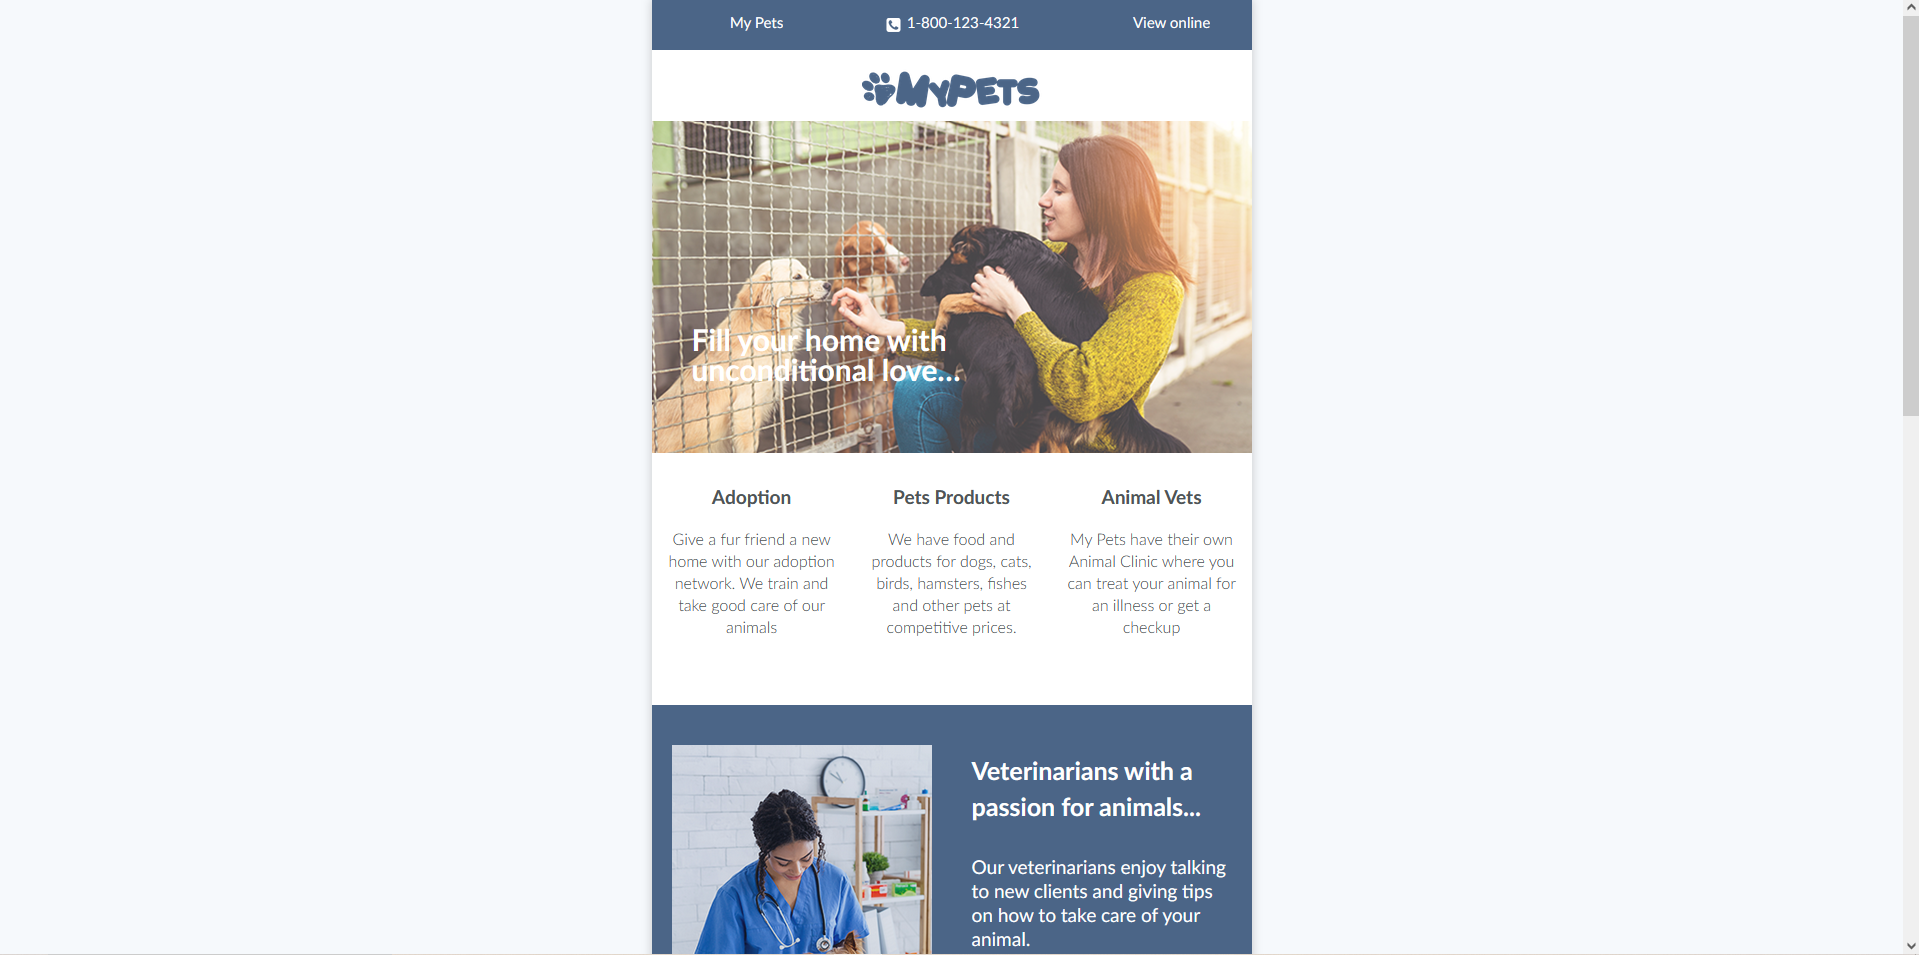 My Pets
1-800-123-4321
View online
MYPETS
Fill your home with
unconditional love...
Adoption
Give a fur friend a new
home with our adoption
network. We train and
take good care of our
animals
Pets Products
We have food and
products for dogs, cats,
birds, hamsters, fishes
and other pets at
competitive prices.
Animal Vets
My Pets have their own
Animal Clinic where you
can treat your animal for
an illness or get a
checkup
Veterinarians with a
passion for animals...
Our veterinarians enjoy talking
to new clients and giving tips
on how to take care of your
animal.